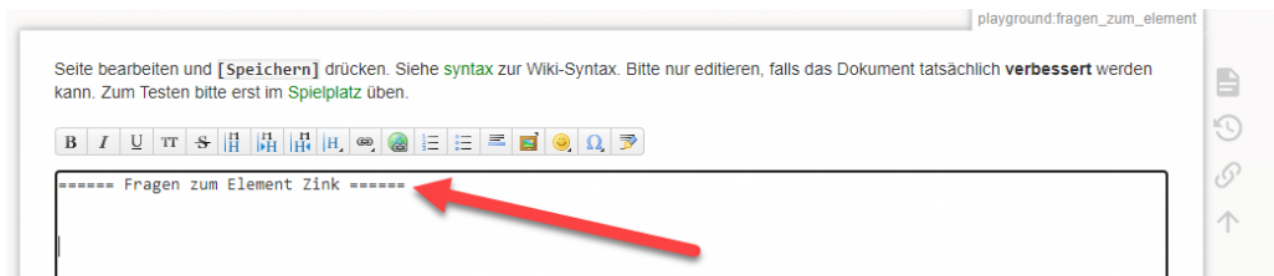 playground:fragen_zum_element
Seite bearbeiten und [Speichern] drücken. Siehe syntax zur Wiki-Syntax. Bitte nur editieren, falls das Dokument tatsächlich verbessert werden
kann. Zum Testen bitte erst im Spielplatz üben.
B I U TT S H H H H Ω
====== Fragen zum Element Zink ======